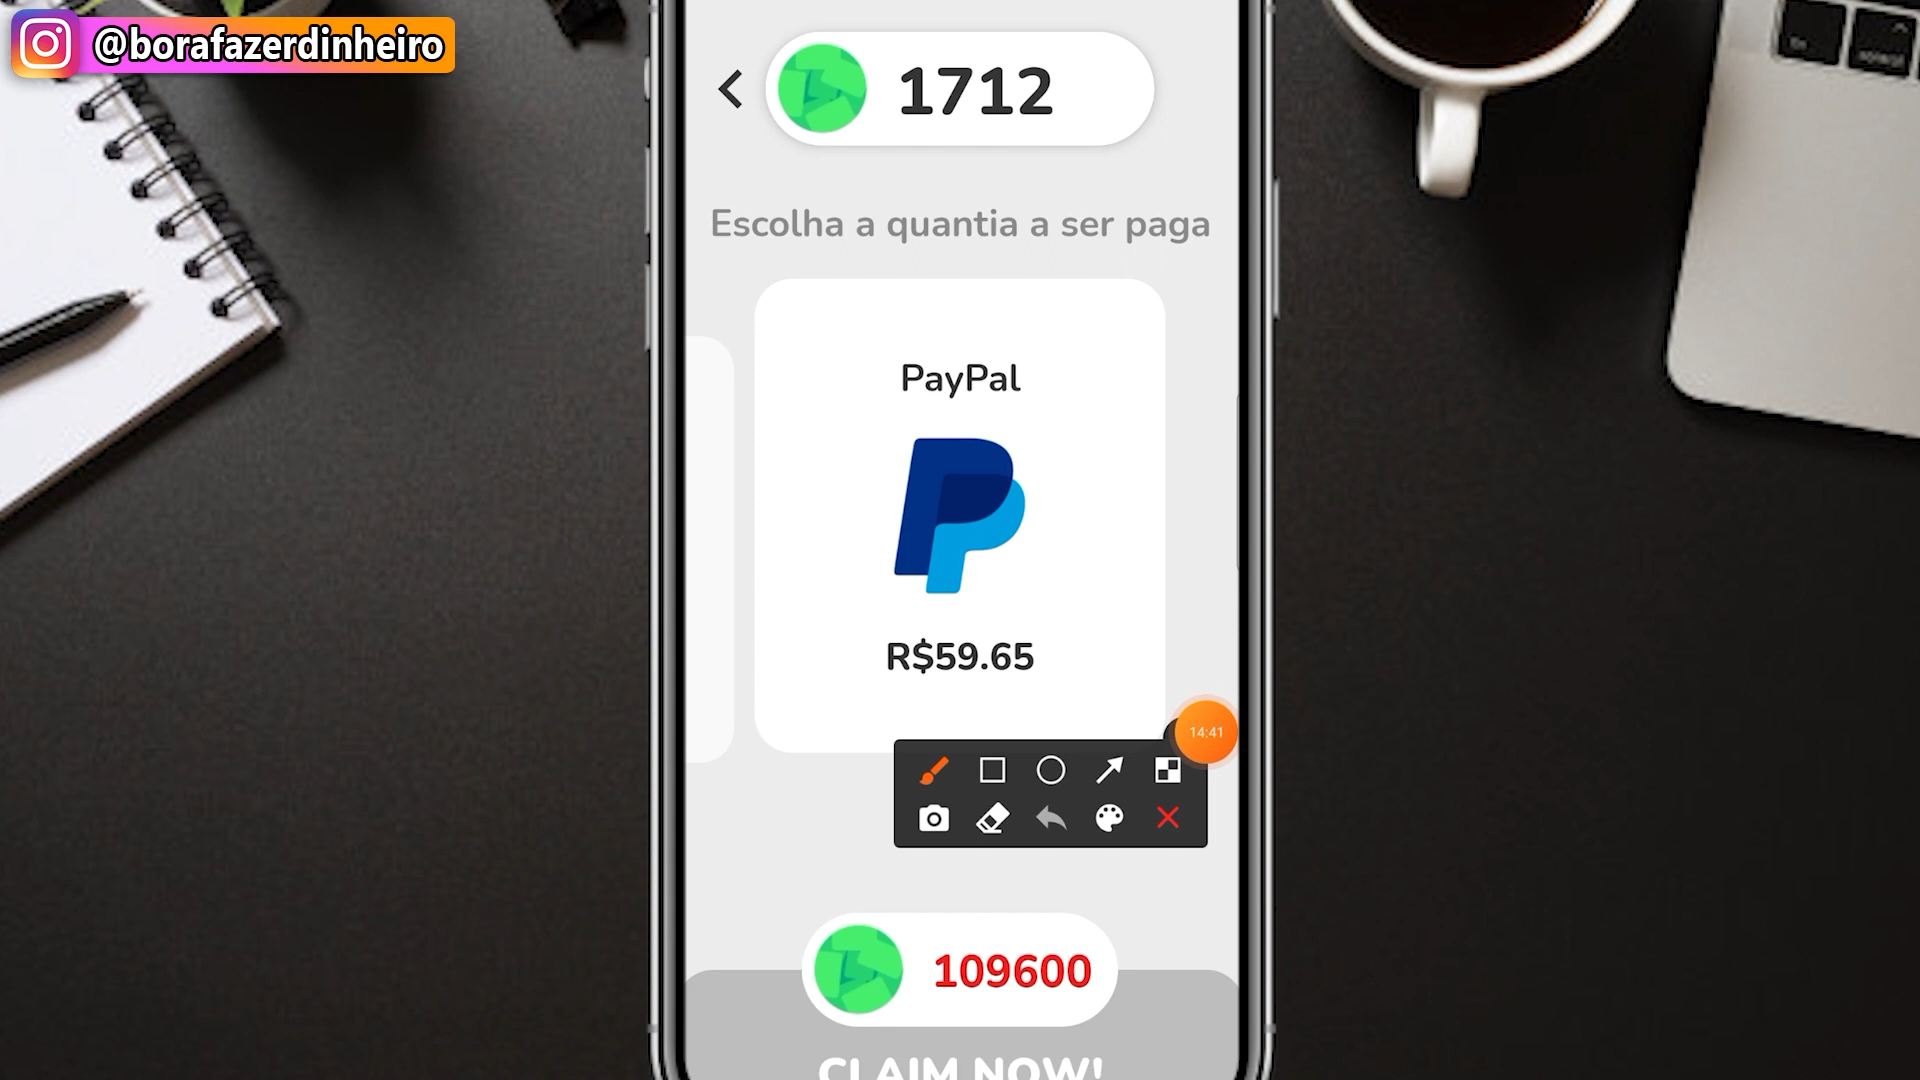 @borafazerdinheiro
1712
Escolha a quantia a ser paga
PayPal
R$59.65
14:41
109600
CLAIM NOW!